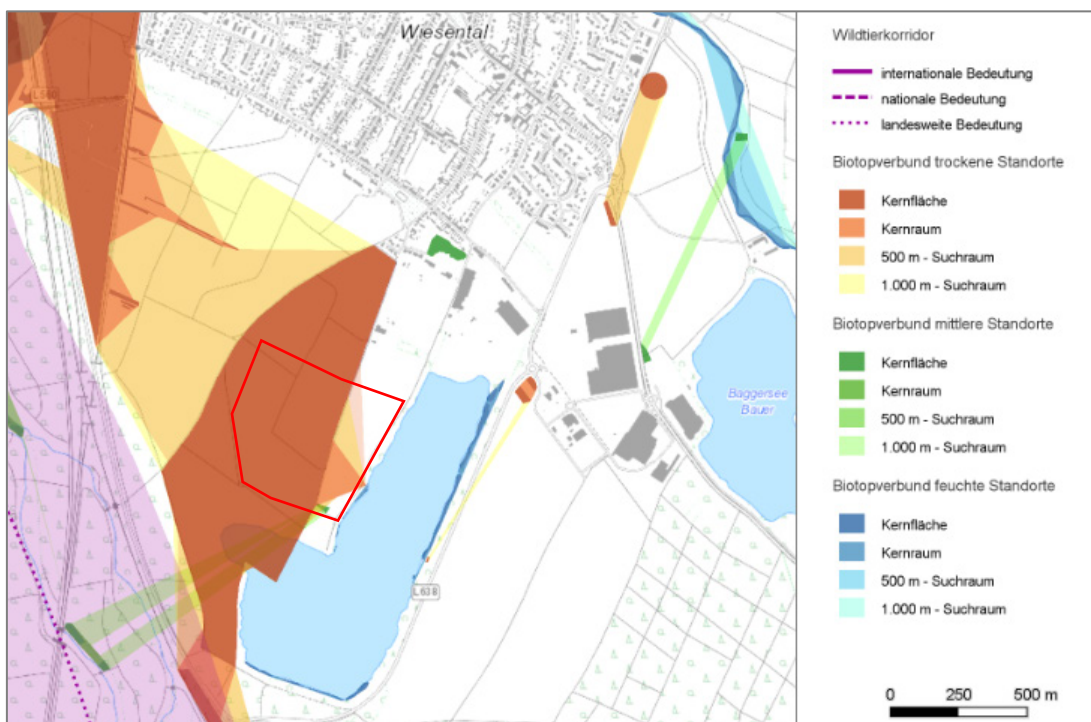 Wiesental
Baggersee
Bauer
L638
Wildtierkorridor
internationale Bedeutung
nationale Bedeutung
landesweite Bedeutung
Biotopverbund trockene Standorte
Kernfläche
Kernraum
500 m - Suchraum
1.000 m - Suchraum
Biotopverbund mittlere Standorte
Kernfläche
Kernraum
500 m - Suchraum
1.000 m - Suchraum
Biotopverbund feuchte Standorte
Kernfläche
Kernraum
500 m - Suchraum
1.000 m - Suchraum
0 250 500 m